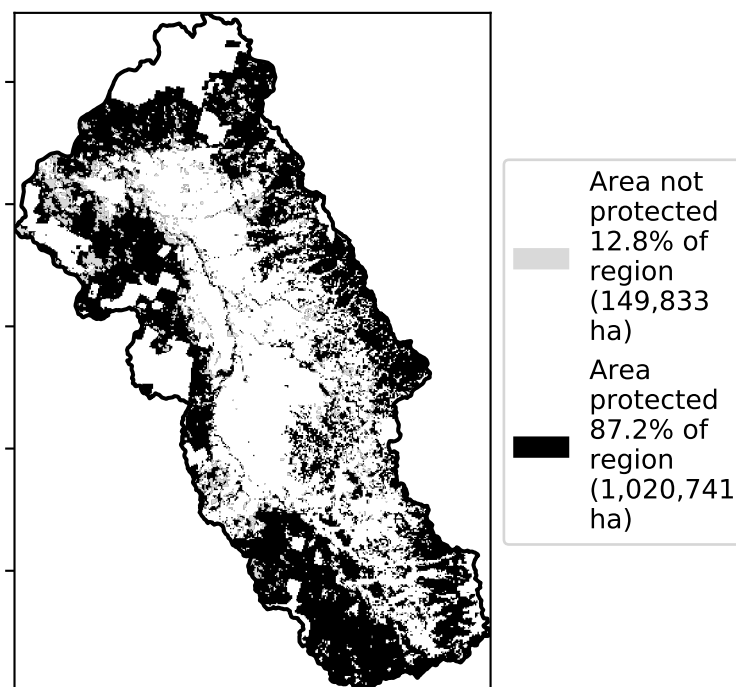 Area not
protected
12.8% of
region
(149,833
ha)
Area
protected
87.2% of
region
(1,020,741
ha)